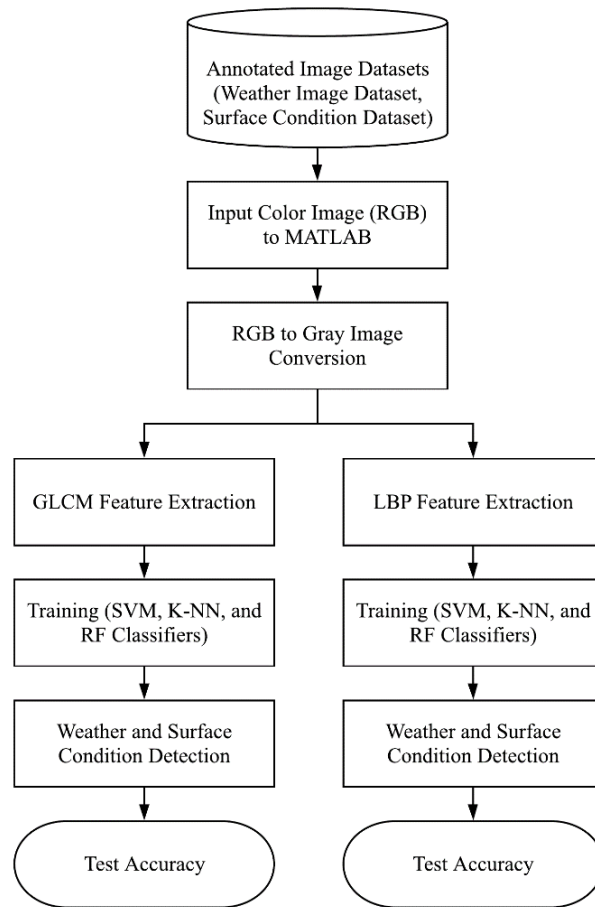 Annotated Image Datasets
(Weather Image Dataset,
Surface Condition Dataset)
Input Color Image (RGB)
to MATLAB
RGB to Gray Image
Conversion
GLCM Feature Extraction
LBP Feature Extraction
Training (SVM, K-NN, and
RF Classifiers)
Training (SVM, K-NN, and
RF Classifiers)
Weather and Surface
Condition Detection
Weather and Surface
Condition Detection
Test Accuracy
Test Accuracy